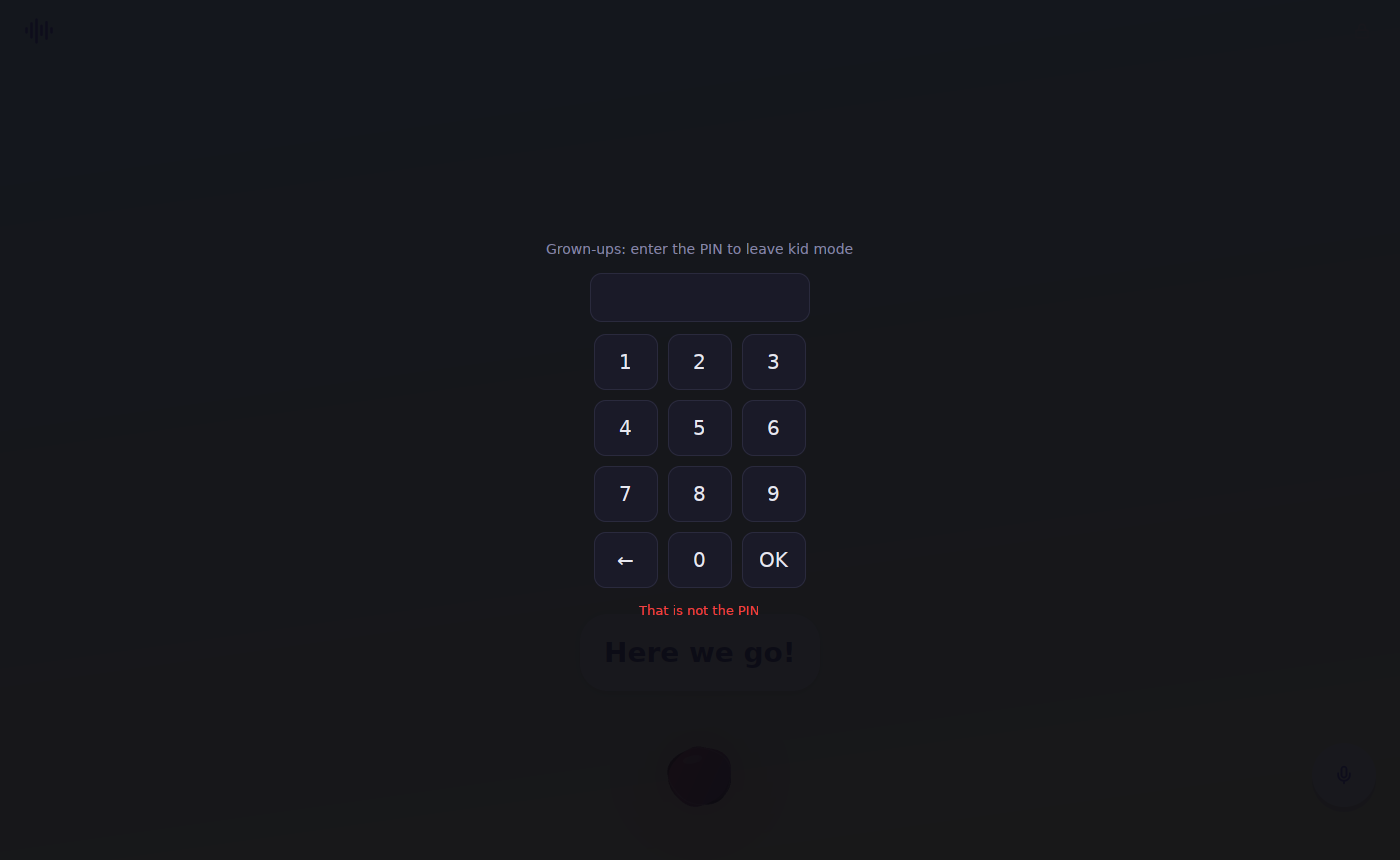 Grown-ups: enter the PIN to leave kid mode
1 2 3
4 5 6
7 8 9
← 0 OK
That is not the PIN
Here we go!